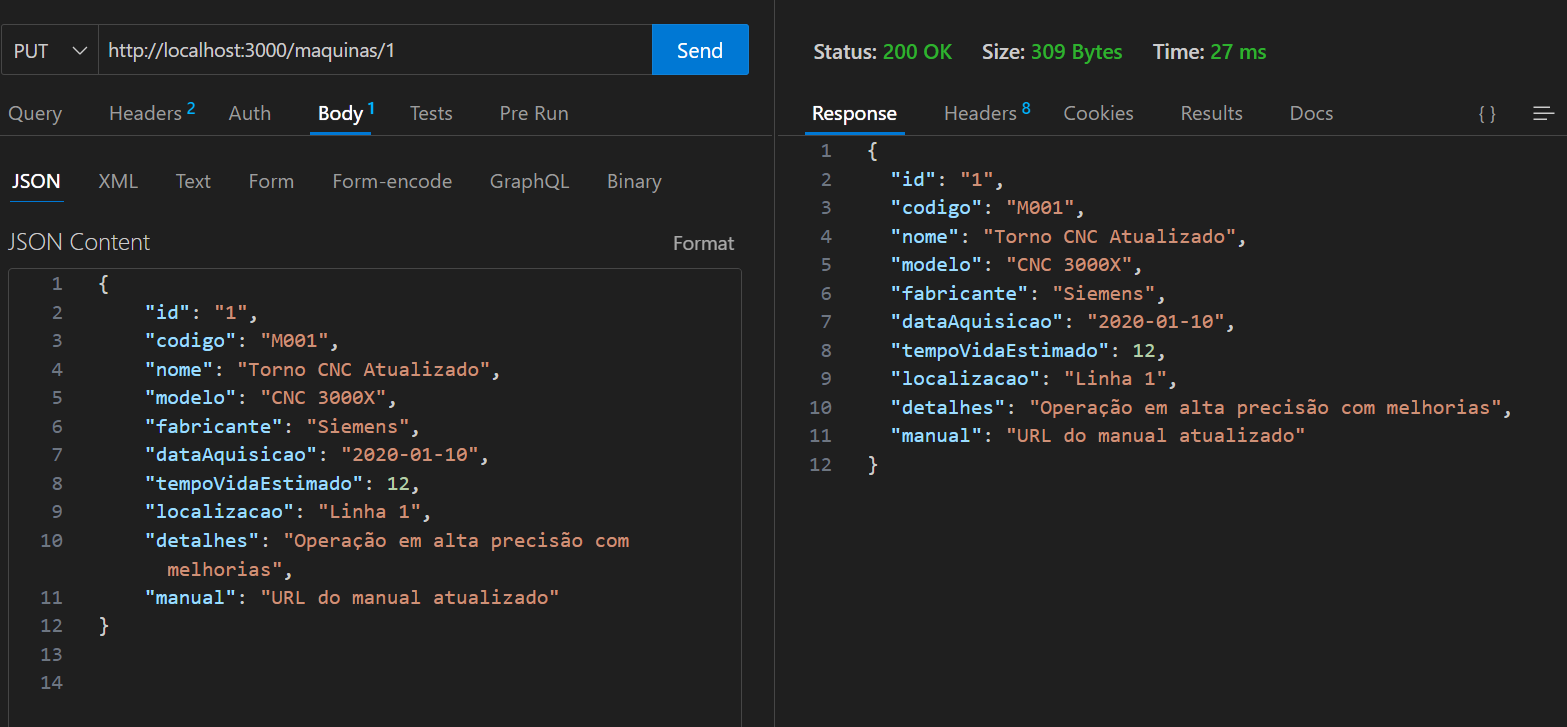 PUT http://localhost:3000/maquinas/1 Send
Query Headers 2 Auth Body 1 Tests Pre Run
JSON XML Text Form Form-encode GraphQL Binary
JSON Content Format
1 {
2 "id": "1",
3 "codigo": "M001",
4 "nome": "Torno CNC Atualizado",
5 "modelo": "CNC 3000X",
6 "fabricante": "Siemens",
7 "dataAquisicao": "2020-01-10",
8 "tempoVidaEstimado": 12,
9 "localizacao": "Linha 1",
10 "detalhes": "Operação em alta precisão com
melhorias",
11 "manual": "URL do manual atualizado"
12 }
13
14
Status: 200 OK Size: 309 Bytes Time: 27 ms
Response Headers 8 Cookies Results Docs { }
1 {
2 "id": "1",
3 "codigo": "M001",
4 "nome": "Torno CNC Atualizado",
5 "modelo": "CNC 3000X",
6 "fabricante": "Siemens",
7 "dataAquisicao": "2020-01-10",
8 "tempoVidaEstimado": 12,
9 "localizacao": "Linha 1",
10 "detalhes": "Operação em alta precisão com melhorias",
11 "manual": "URL do manual atualizado"
12 }